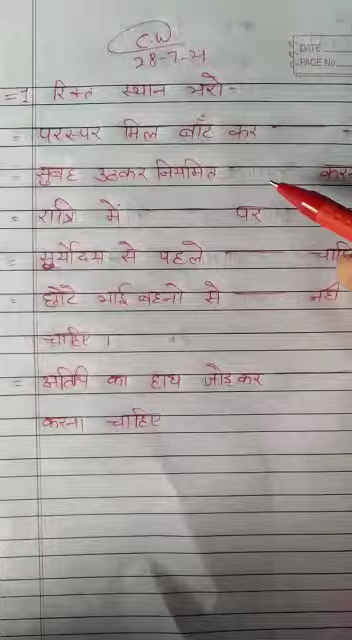 C.W
28-7-21
DATE
PAGE No.
=1 रिक्त स्थान भरो-
= परस्पर मिल बाँट कर
= सुबह उठकर नियमित कर
= रात्रि में पर
= सूर्योदय से पहले चाहि
= छोटे भाई बहनो से नहीं
चाहिए।
= अतिथि का हाथ जोड़ कर
करना चाहिए